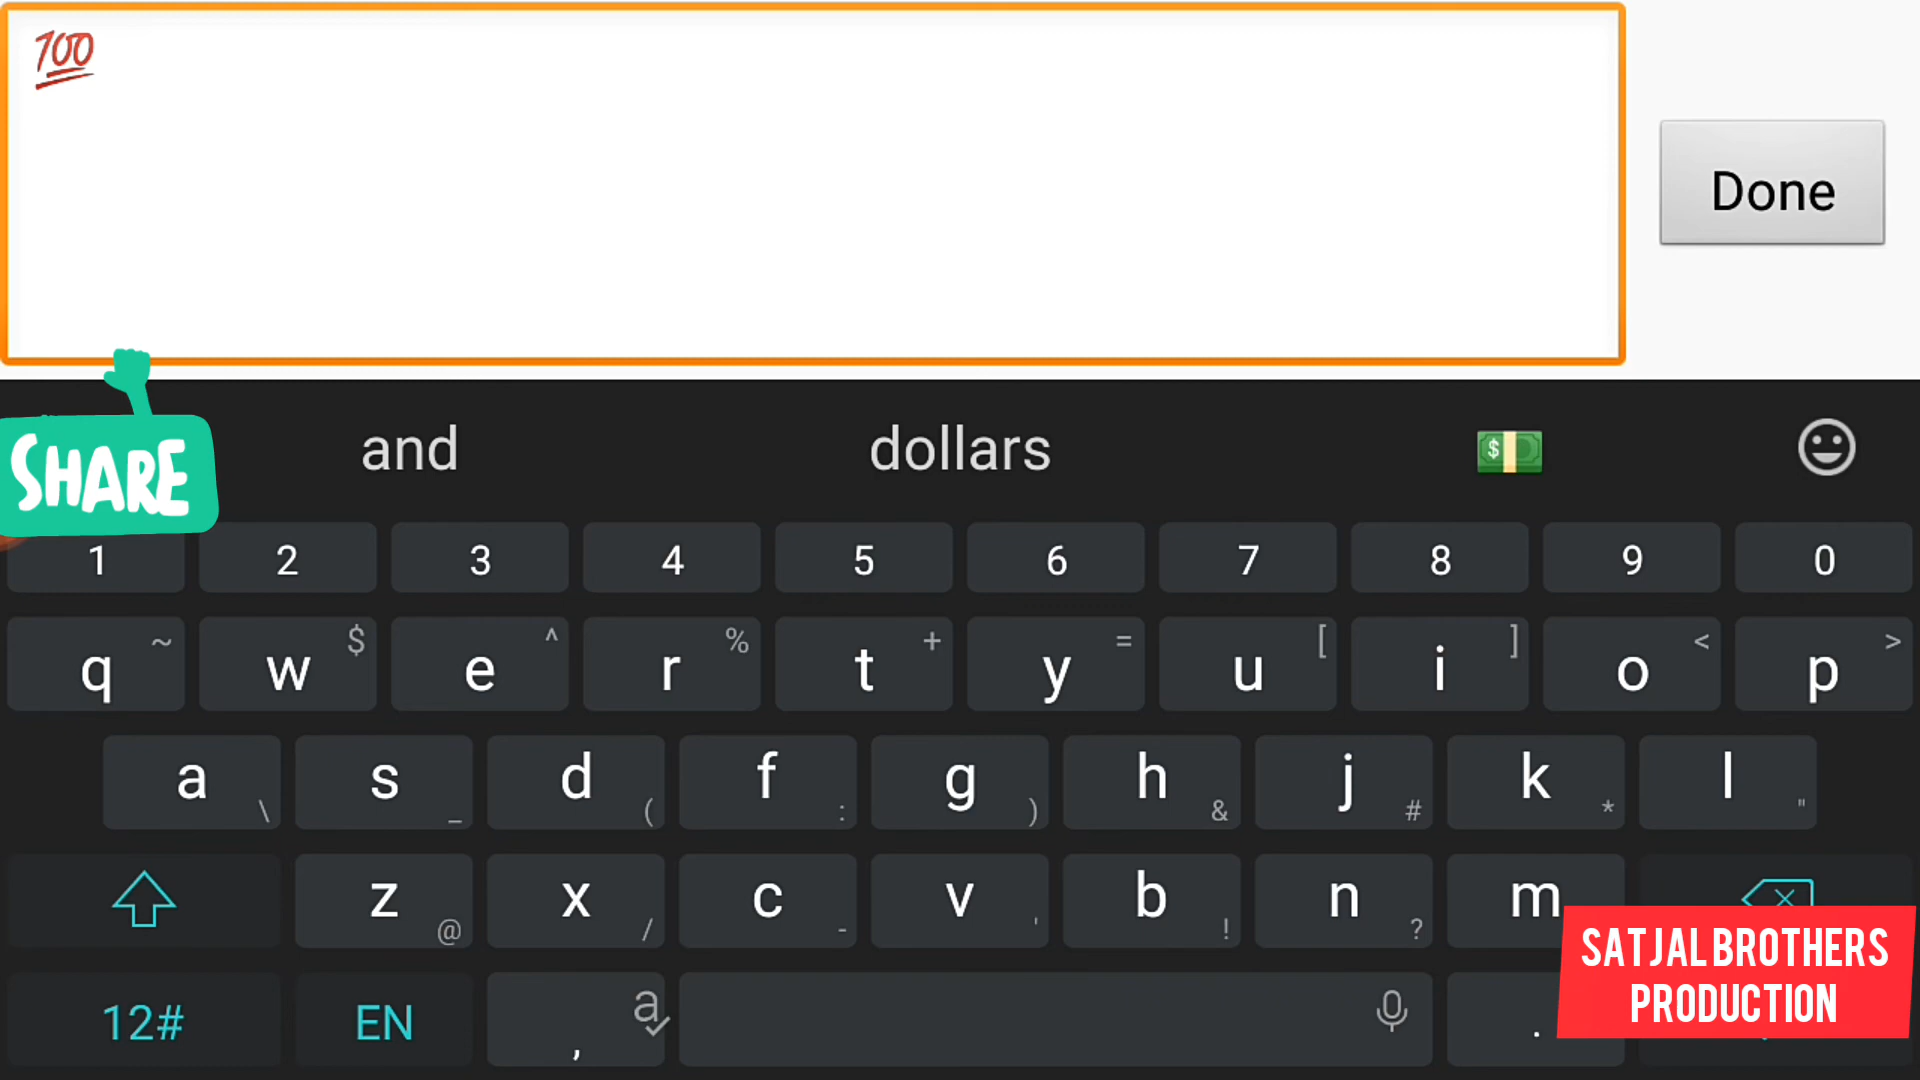 💯
Done
and dollars 💵
SHARE
1 2 3 4 5 6 7 8 9 0
~ $ ^ % + = [ ] < >
q w e r t y u i o p
a s d f g h j k l
\ _ ( : ) & # * "
z x c v b n m
@ / - ' ! ?
SATJAL BROTHERS
PRODUCTION
12# EN , a .